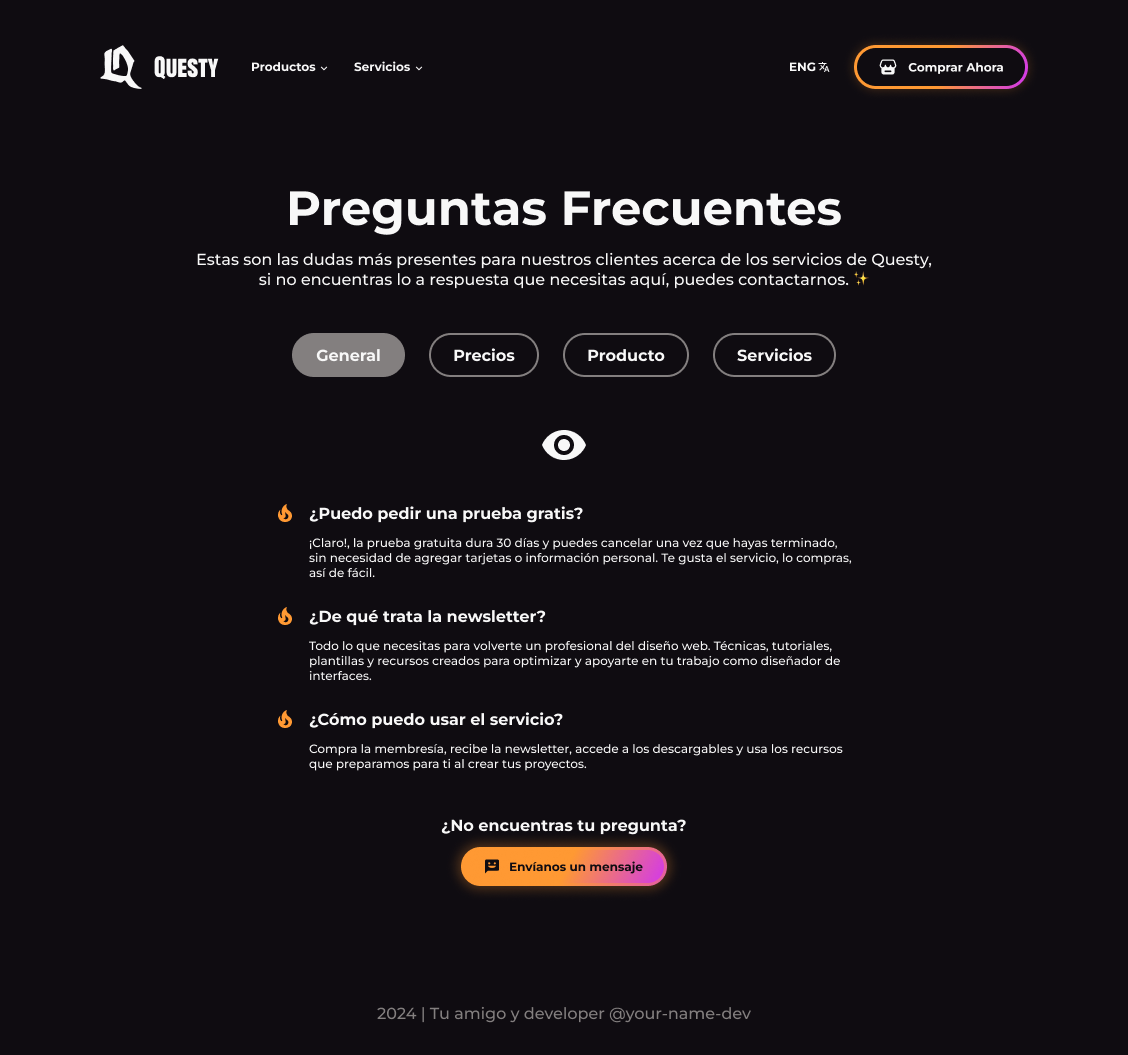 Questy
Productos
Servicios
ENG
Comprar Ahora
Preguntas Frecuentes
Estas son las dudas más presentes para nuestros clientes acerca de los servicios de Questy,
si no encuentras lo a respuesta que necesitas aquí, puedes contactarnos. ✨
General
Precios
Producto
Servicios
¿Puedo pedir una prueba gratis?
¡Claro!, la prueba gratuita dura 30 días y puedes cancelar una vez que hayas terminado,
sin necesidad de agregar tarjetas o información personal. Te gusta el servicio, lo compras,
así de fácil.
¿De qué trata la newsletter?
Todo lo que necesitas para volverte un profesional del diseño web. Técnicas, tutoriales,
plantillas y recursos creados para optimizar y apoyarte en tu trabajo como diseñador de
interfaces.
¿Cómo puedo usar el servicio?
Compra la membresía, recibe la newsletter, accede a los descargables y usa los recursos
que preparamos para ti al crear tus proyectos.
¿No encuentras tu pregunta?
Envíanos un mensaje
2024 | Tu amigo y developer @your-name-dev